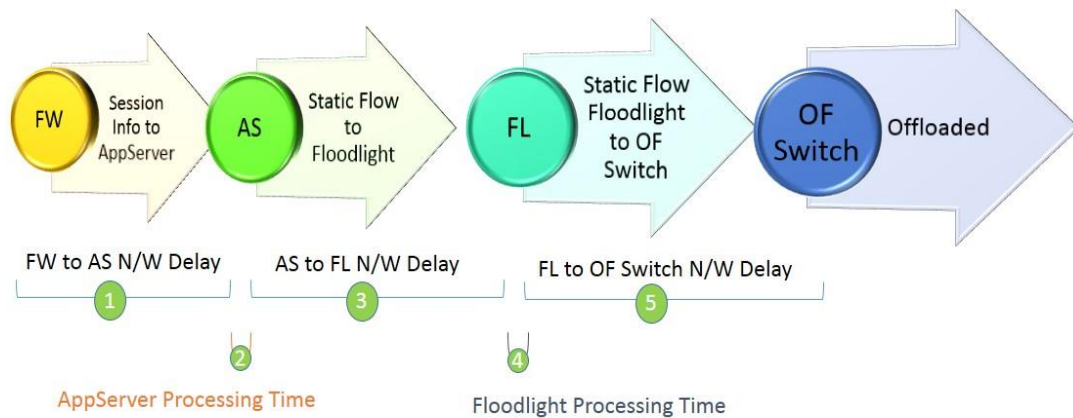 FW
Session
Info to
AppServer
AS
Static Flow
to
Floodlight
FL
Static Flow
Floodlight
to OF
Switch
OF
Switch
Offloaded
FW to AS N/W Delay
AS to FL N/W Delay
FL to OF Switch N/W Delay
1
3
5
2
4
AppServer Processing Time
Floodlight Processing Time